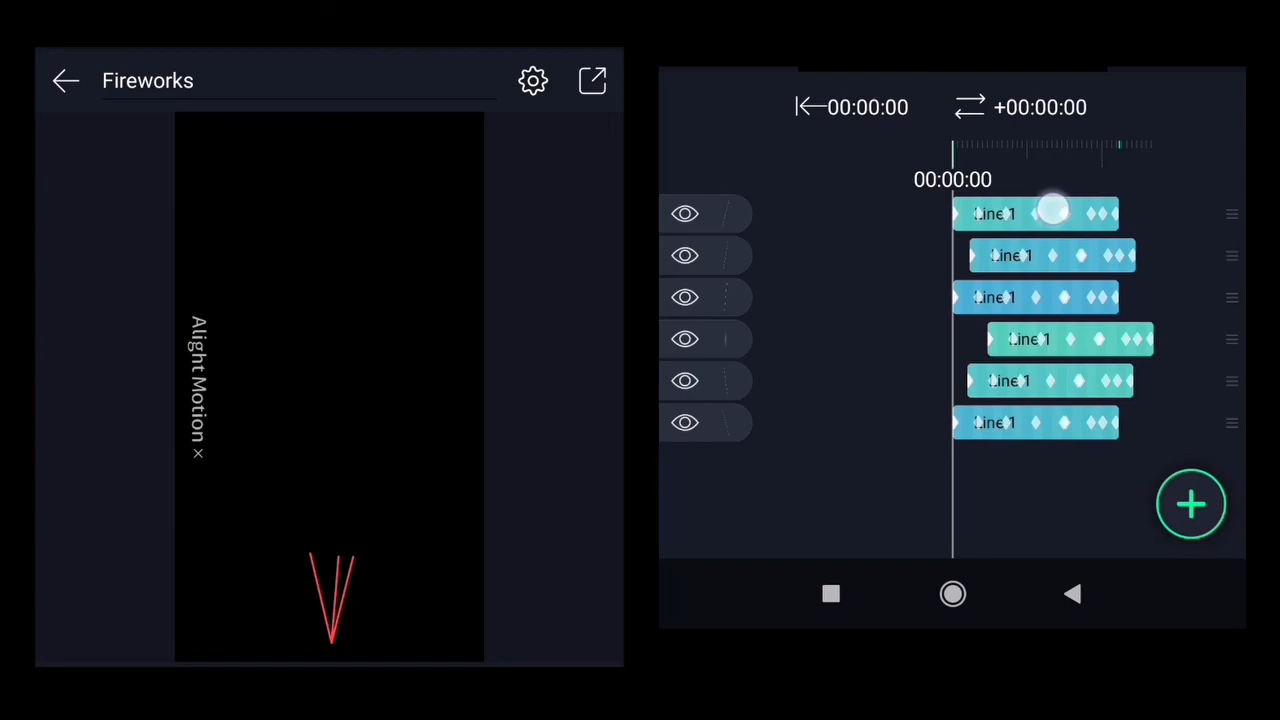 Fireworks
Alight Motion ×
00:00:00
+00:00:00
00:00:00
Line 1
Line 1
Line 1
Line 1
Line 1
Line 1